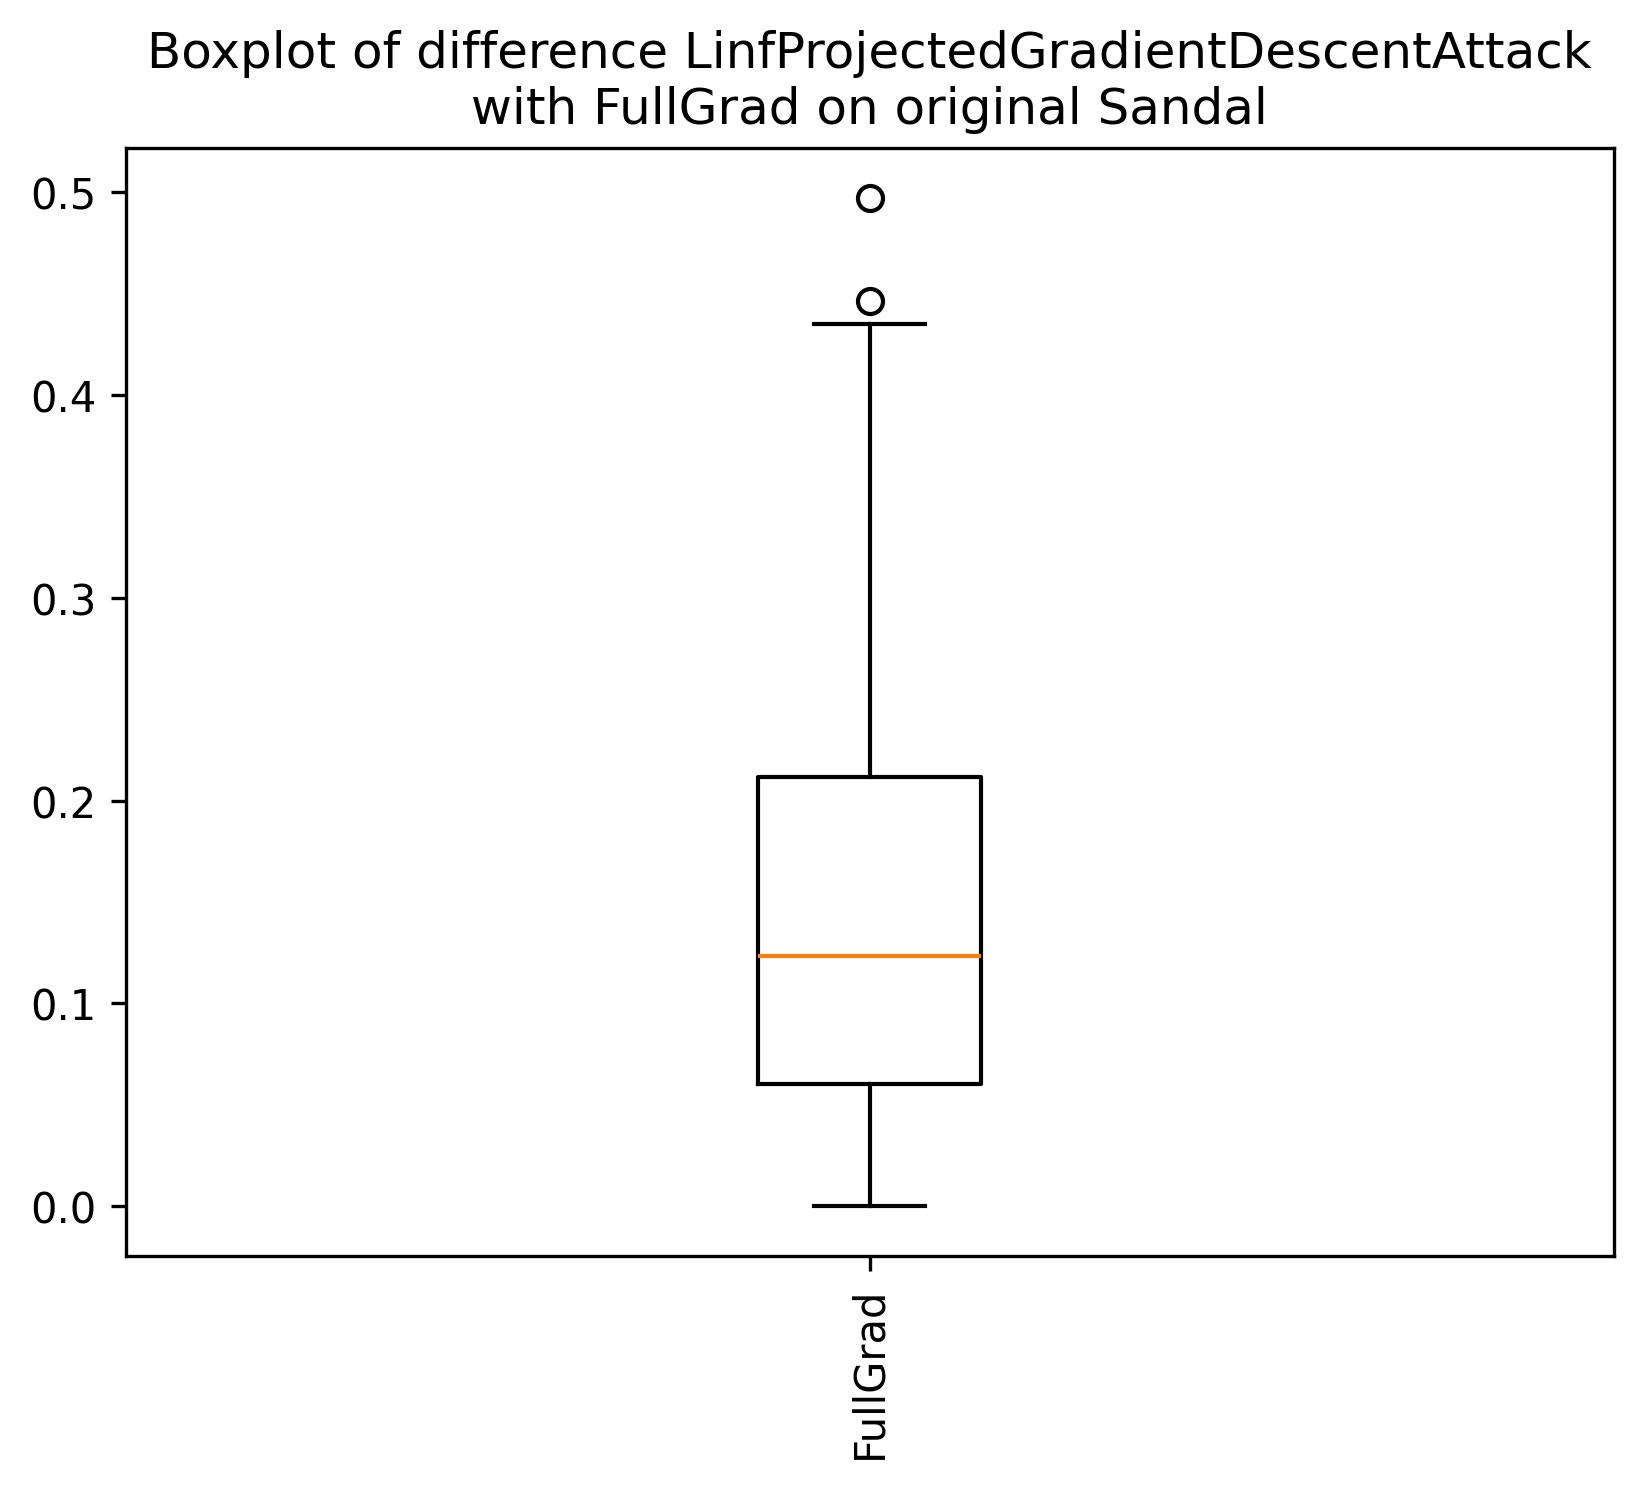 Boxplot of difference LinfProjectedGradientDescentAttack
with FullGrad on original Sandal
0.5
0.4
0.3
0.2
0.1
0.0
FullGrad